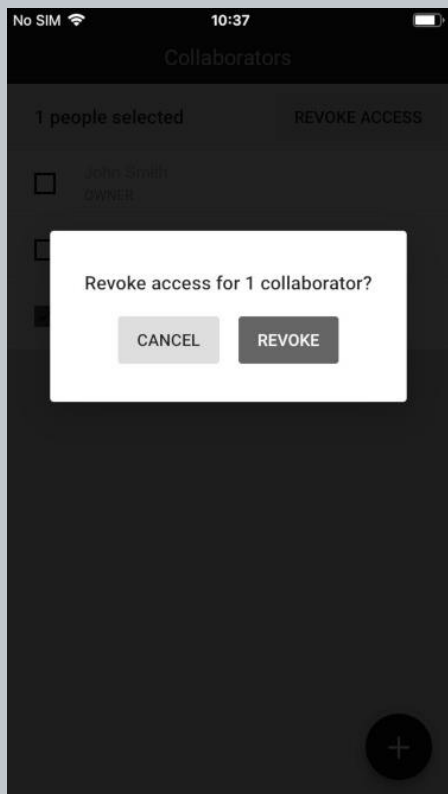 No SIM 10:37
Collaborators
1 people selected REVOKE ACCESS
John Smith
OWNER
Revoke access for 1 collaborator?
CANCEL REVOKE
+